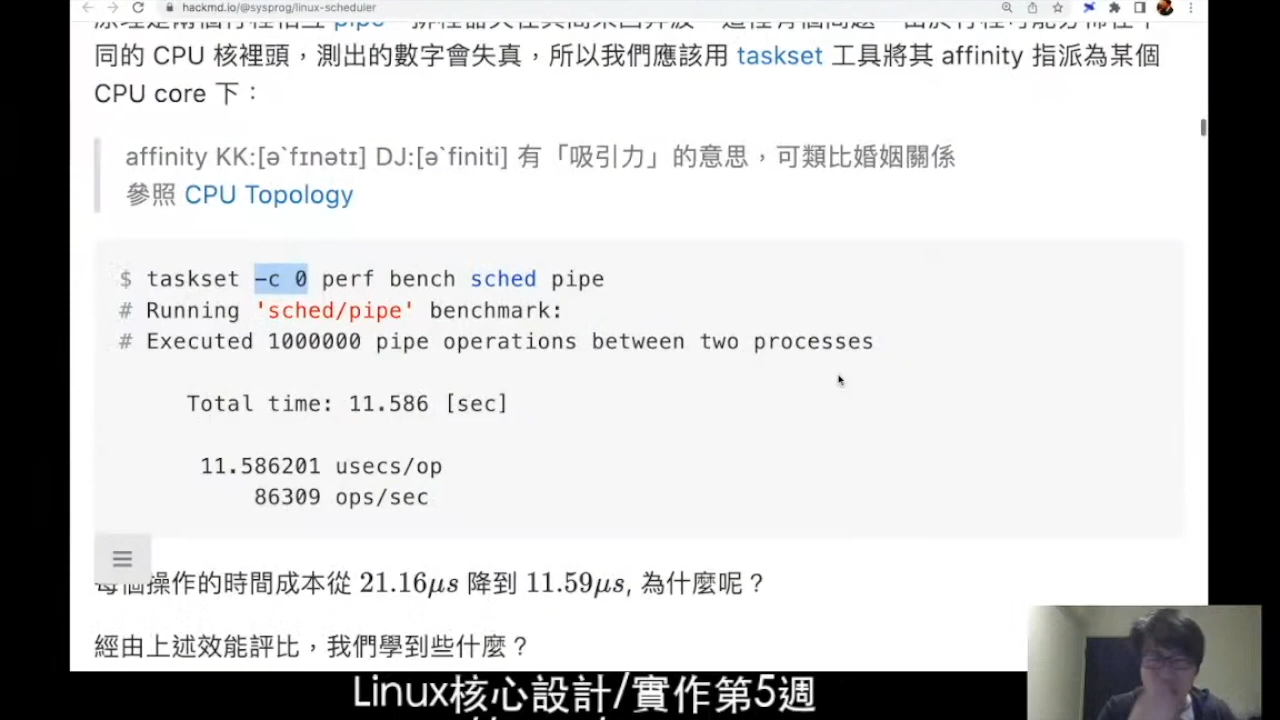 hackmd.io/@sysprog/linux-scheduler
同的 CPU 核裡頭，測出的數字會失真，所以我們應該用 taskset 工具將其 affinity 指派為某個
CPU core 下：
affinity KK:[ə`fɪnətɪ] DJ:[ə`finiti] 有「吸引力」的意思，可類比婚姻關係
參照 CPU Topology
$ taskset -c 0 perf bench sched pipe
# Running 'sched/pipe' benchmark:
# Executed 1000000 pipe operations between two processes
Total time: 11.586 [sec]
11.586201 usecs/op
86309 ops/sec
每個操作的時間成本從 21.16μs 降到 11.59μs, 為什麼呢？
經由上述效能評比，我們學到些什麼？
Linux核心設計/實作第5週